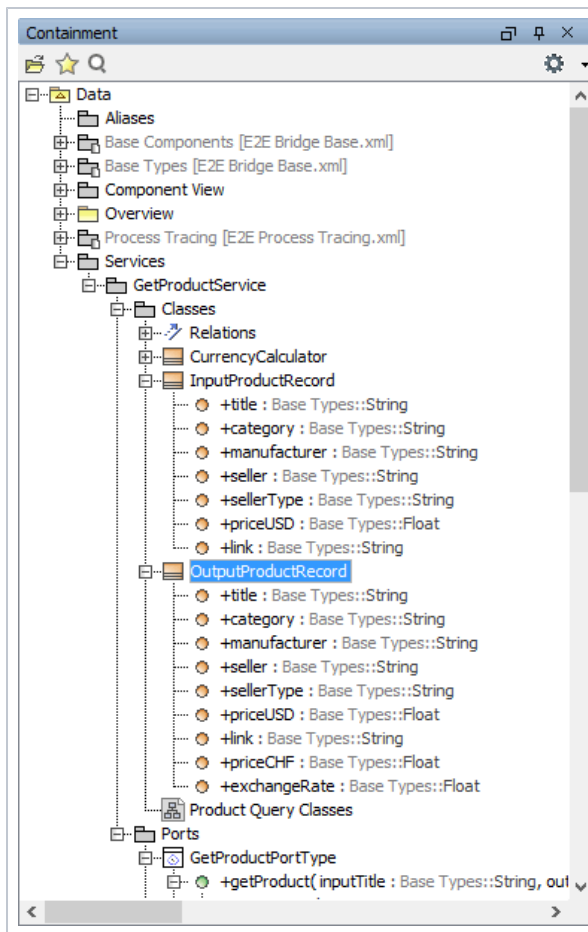 Containment
Data
Aliases
Base Components [E2E Bridge Base.xml]
Base Types [E2E Bridge Base.xml]
Component View
Overview
Process Tracing [E2E Process Tracing.xml]
Services
GetProductService
Classes
Relations
CurrencyCalculator
InputProductRecord
+title : Base Types::String
+category : Base Types::String
+manufacturer : Base Types::String
+seller : Base Types::String
+sellerType : Base Types::String
+priceUSD : Base Types::Float
+link : Base Types::String
OutputProductRecord
+title : Base Types::String
+category : Base Types::String
+manufacturer : Base Types::String
+seller : Base Types::String
+sellerType : Base Types::String
+priceUSD : Base Types::Float
+link : Base Types::String
+priceCHF : Base Types::Float
+exchangeRate : Base Types::Float
Product Query Classes
Ports
GetProductPortType
+getProduct( inputTitle : Base Types::String, out